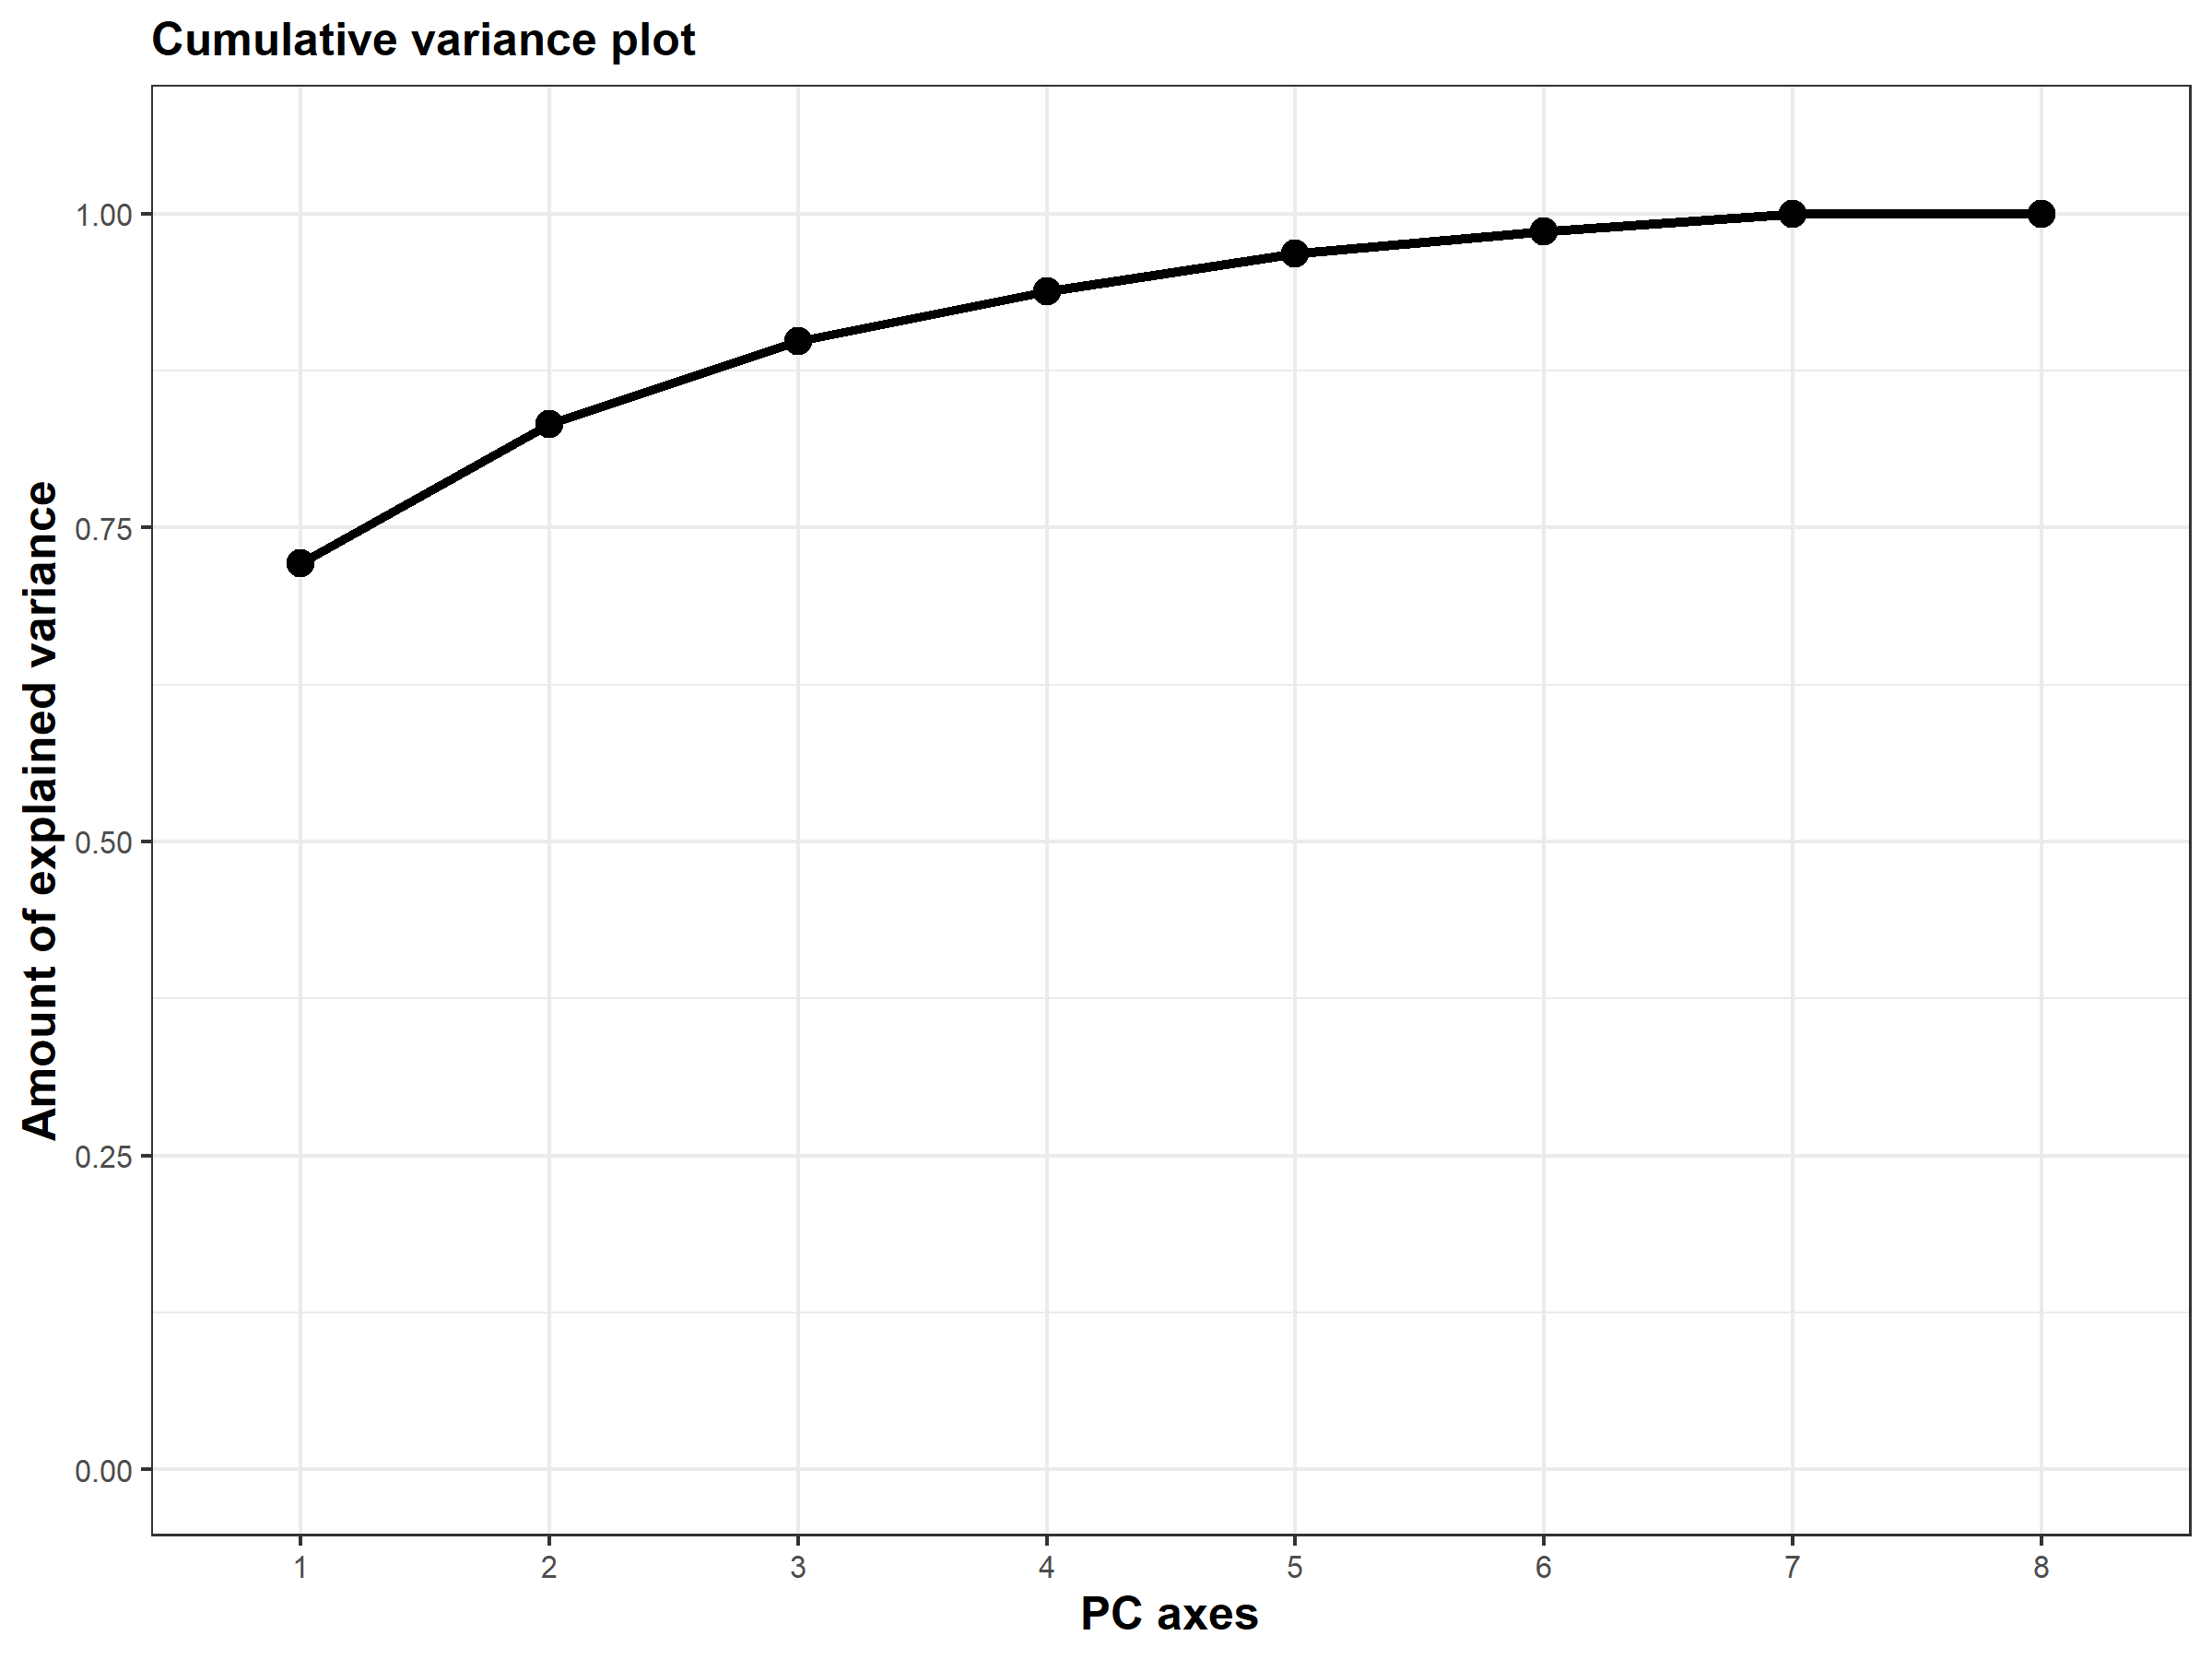 Cumulative variance plot
Amount of explained variance
1.00
0.75
0.50
0.25
0.00
1 2 3 4 5 6 7 8
PC axes